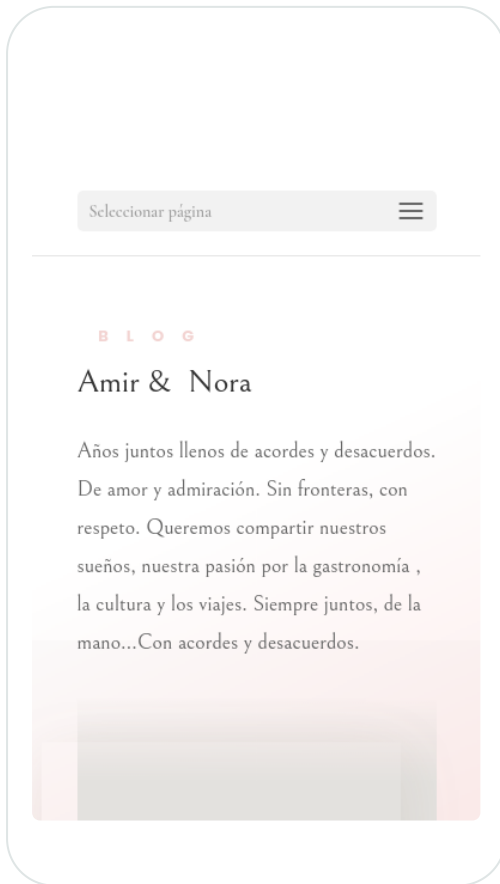 Seleccionar página
BLOG
Amir & Nora
Años juntos llenos de acordes y desacuerdos.
De amor y admiración. Sin fronteras, con
respeto. Queremos compartir nuestros
sueños, nuestra pasión por la gastronomía ,
la cultura y los viajes. Siempre juntos, de la
mano...Con acordes y desacuerdos.